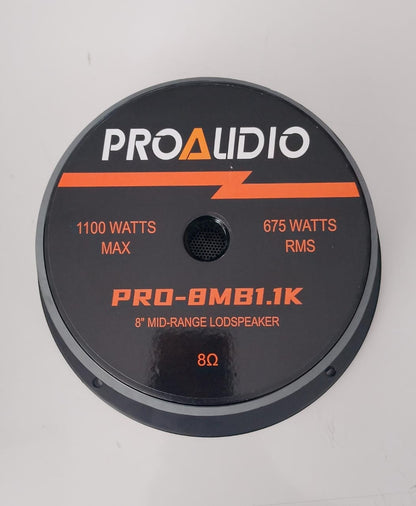 PROAUDIO
1100 WATTS
MAX
675 WATTS
RMS
PRO-8MB1.1K
8" MID-RANGE LODSPEAKER
8Ω